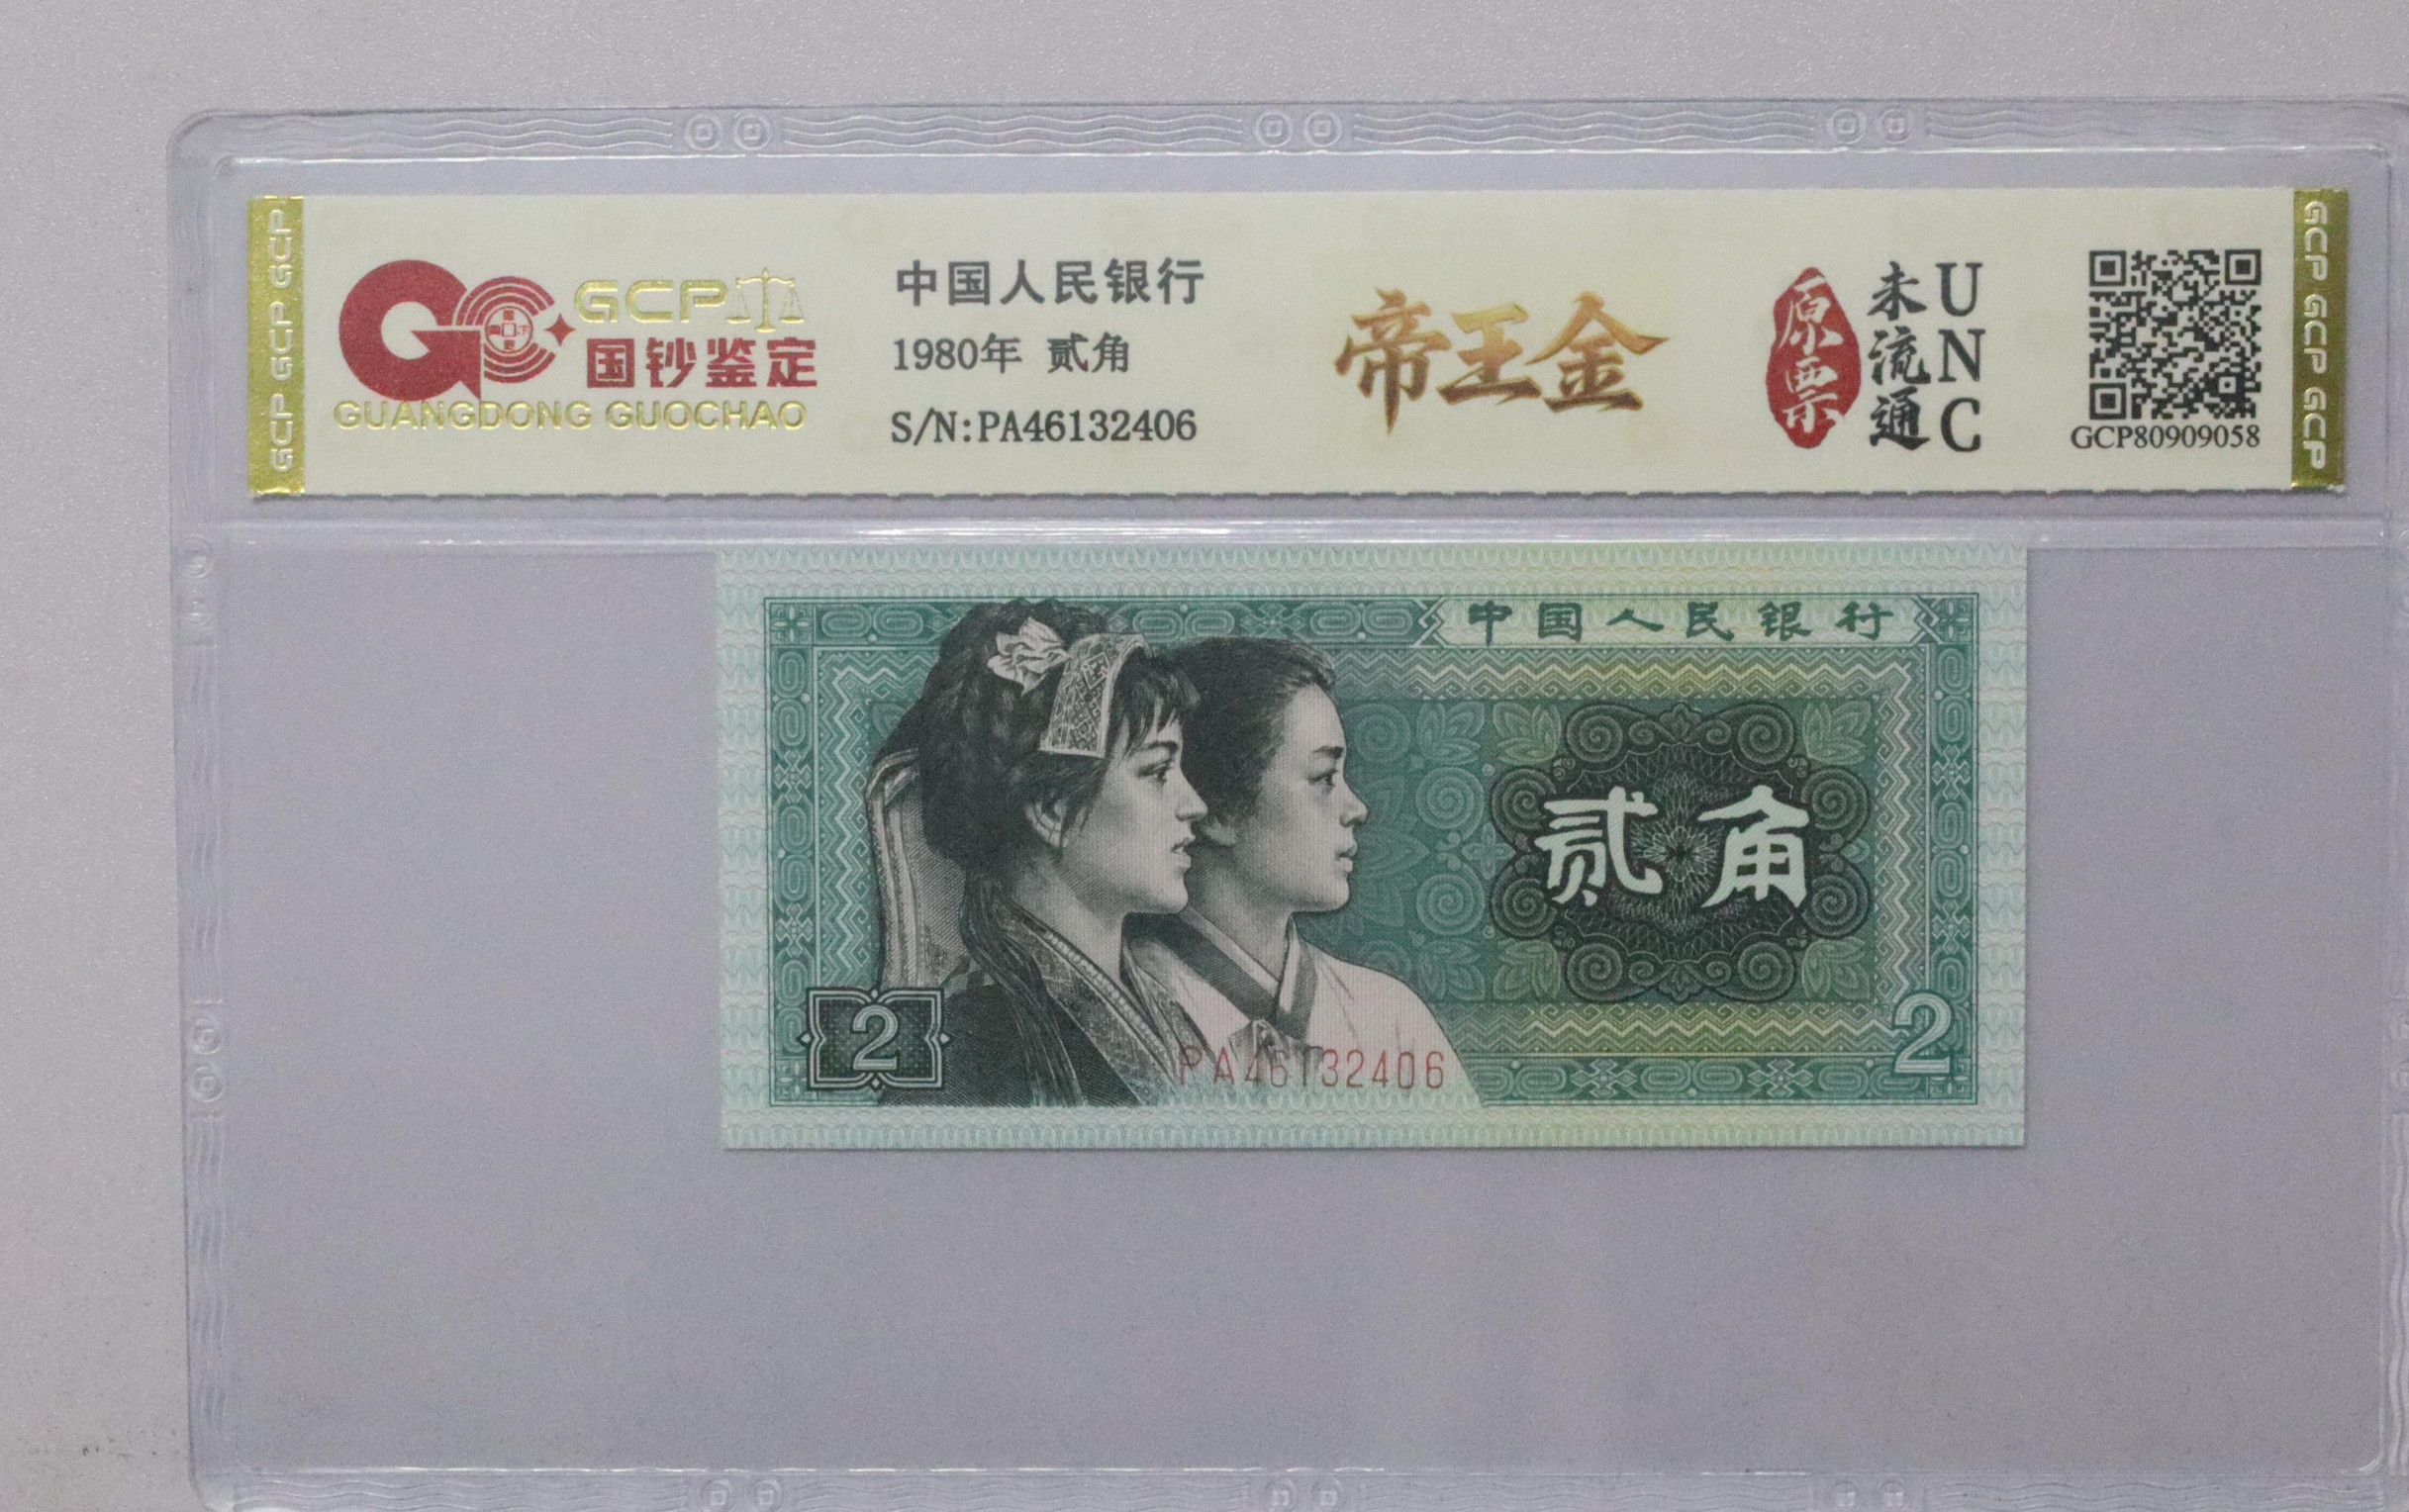 GCP GCP GCP
GCP
国钞鉴定
GUANGDONG GUOCHAO
中国人民银行
1980年 贰角
S/N:PA46132406
帝王金
原票
未流通
UNC
GCP80909058
GCP GCP GCP
中国人民银行
贰角
2
2
PA46132406